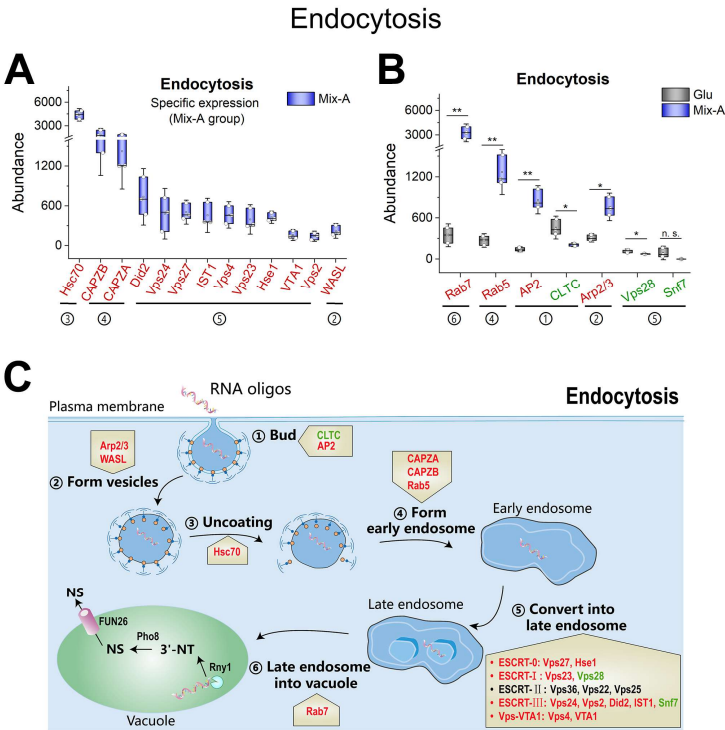 Endocytosis
A
Endocytosis
Specific expression
(Mix-A group)
Mix-A
Abundance
6000
3000
1200
600
0
Hsc70
CAPZB
CAPZA
Did2
Vps24
Vps27
IST1
Vps4
Vps23
Hse1
VTA1
Vps2
WASL
③ ④ ⑤ ②
B
Endocytosis
Glu
Mix-A
Abundance
6000
3000
1200
600
0
** ** ** * * * n. s.
Rab7
Rab5
AP2
CLTC
Arp2/3
Vps28
Snf7
⑥ ④ ① ② ⑤
C
Endocytosis
RNA oligos
Plasma membrane
① Bud
CLTC
AP2
Arp2/3
WASL
② Form vesicles
③ Uncoating
Hsc70
CAPZA
CAPZB
Rab5
④ Form
early endosome
Early endosome
⑤ Convert into
late endosome
• ESCRT-0: Vps27, Hse1
• ESCRT-Ⅰ: Vps23, Vps28
• ESCRT-Ⅱ: Vps36, Vps22, Vps25
• ESCRT-Ⅲ: Vps24, Vps2, Did2, IST1, Snf7
• Vps-VTA1: Vps4, VTA1
Late endosome
⑥ Late endosome
into vacuole
Rab7
NS
FUN26
Pho8
NS
3'-NT
Rny1
Vacuole